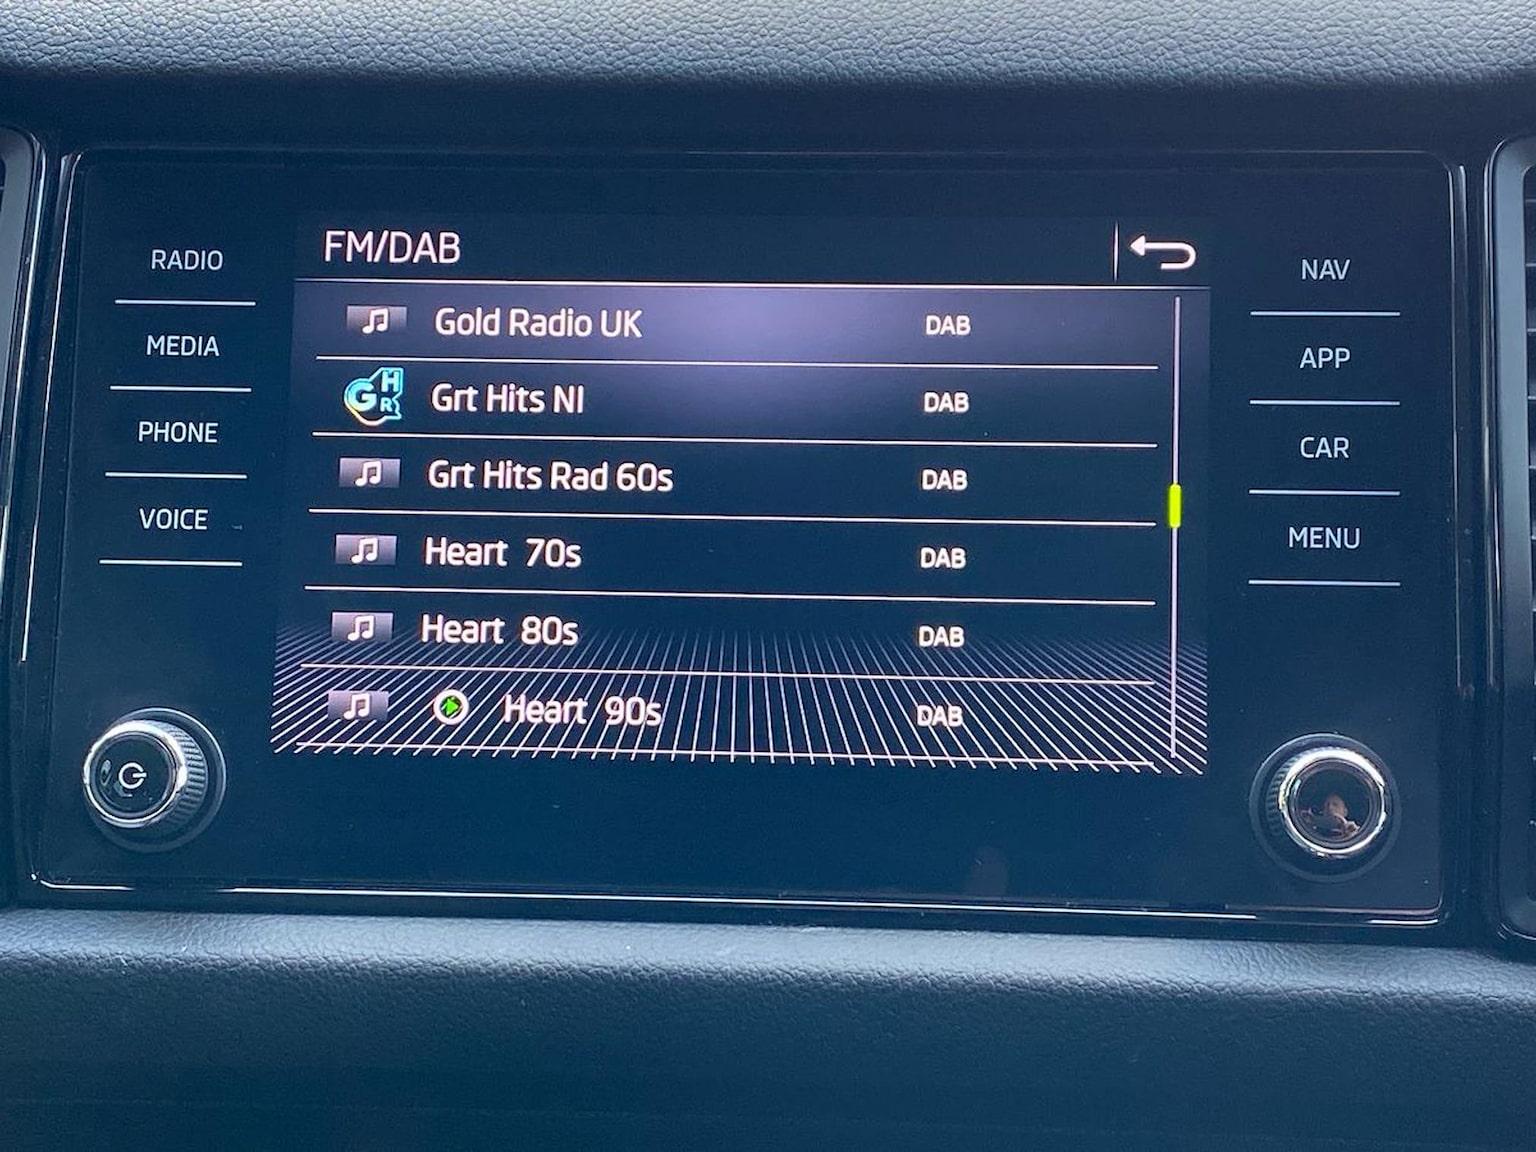 FM/DAB
RADIO
MEDIA
PHONE
VOICE
Gold Radio UK DAB
GHR Grt Hits NI DAB
Grt Hits Rad 60s DAB
Heart 70s DAB
Heart 80s DAB
Heart 90s DAB
NAV
APP
CAR
MENU